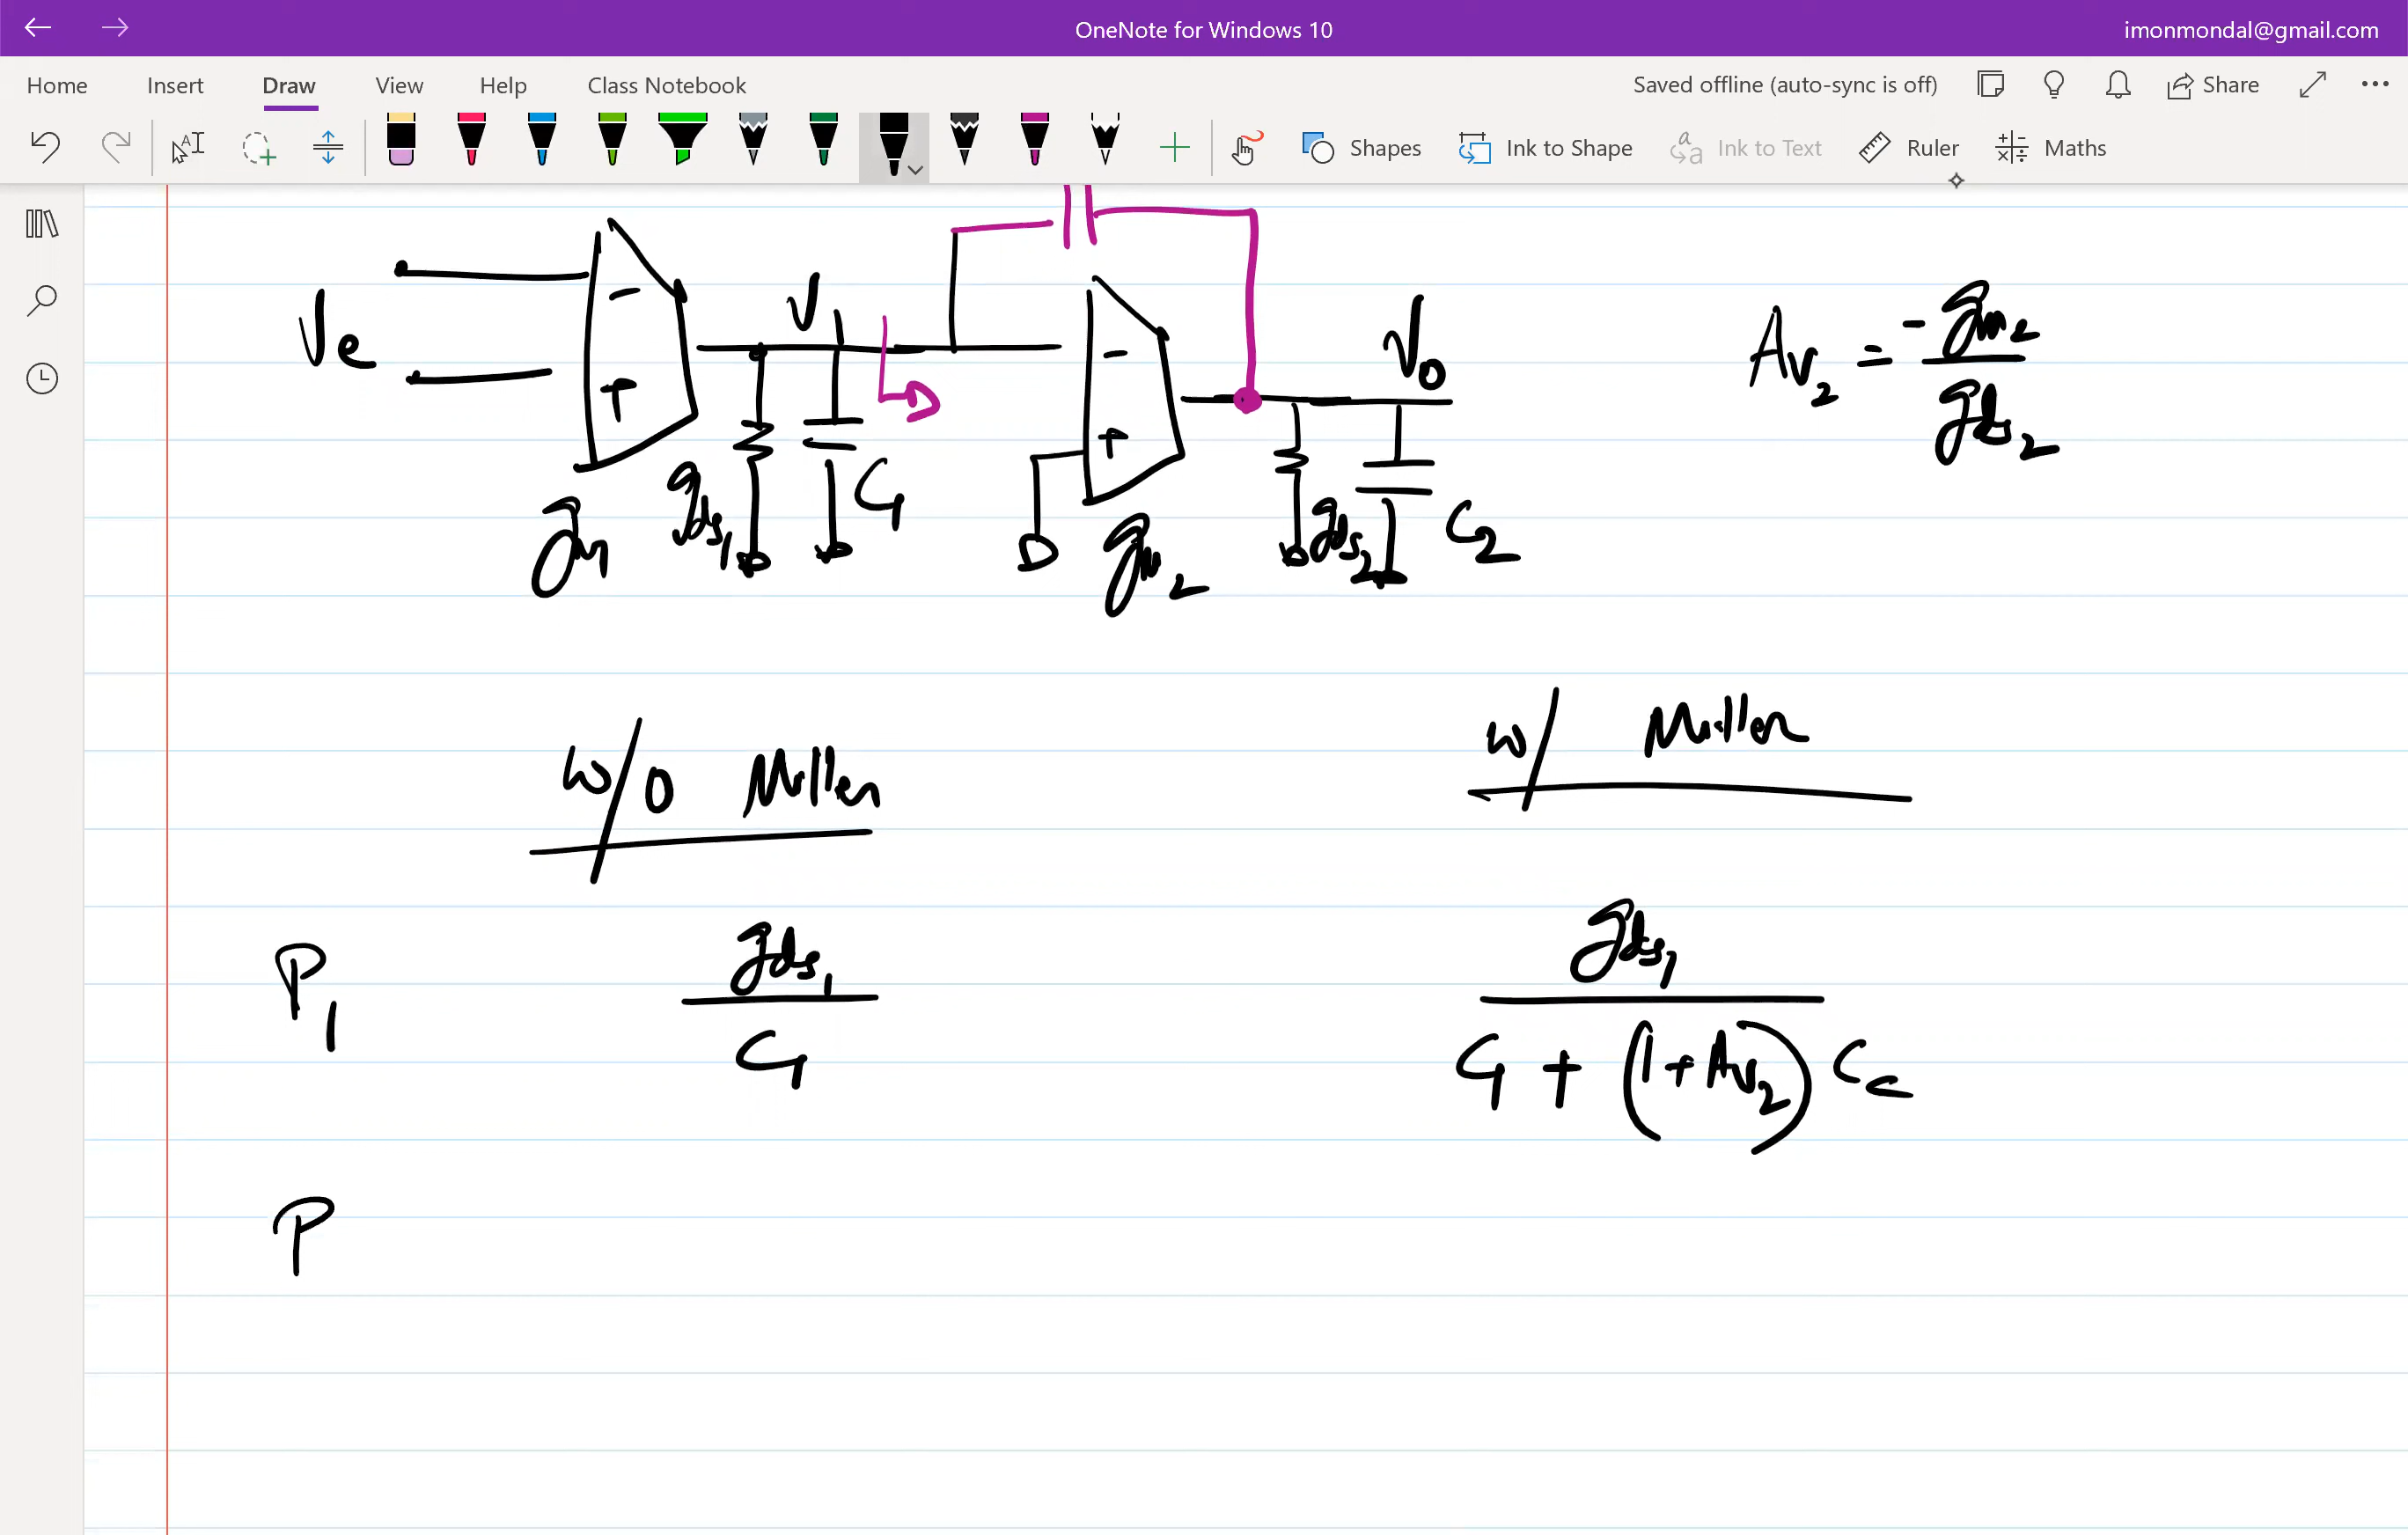 OneNote for Windows 10
imonmondal@gmail.com
Home Insert Draw View Help Class Notebook
Saved offline (auto-sync is off) Share
Shapes Ink to Shape Ink to Text Ruler Maths
Ve
-
+
gm1
V1
gds1
C1
-
+
gm2
Vo
gds2
C2
Av2 = -gm2 / gds2
w/o Miller
w/ Miller
P1
gds1 / C1
gds1 / C1 + (1 + Av2) Cc
P